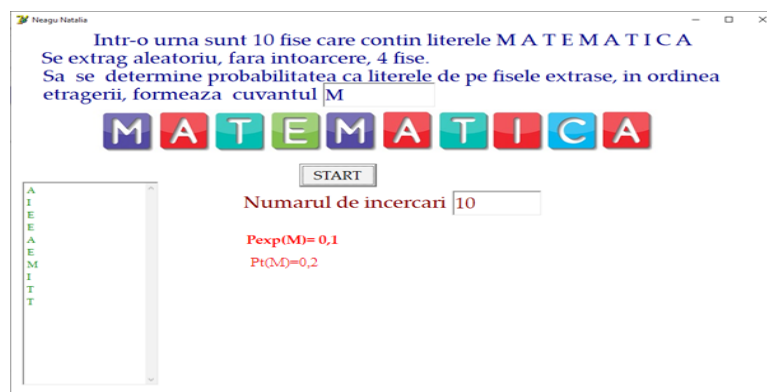 Neagu Natalia
Intr-o urna sunt 10 fise care contin literele M A T E M A T I C A
Se extrag aleatoriu, fara intoarcere, 4 fise.
Sa se determine probabilitatea ca literele de pe fisele extrase, in ordinea
etragerii, formeaza cuvantul M
M A T E M A T I C A
START
Numarul de incercari 10
Pexp(M)= 0,1
Pt(M)=0,2
A
I
E
E
A
E
M
I
T
T